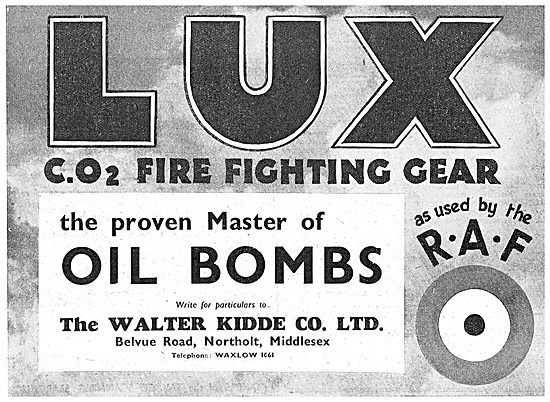 LUX
C.O2 FIRE FIGHTING GEAR
the proven Master of
OIL BOMBS
Write for particulars to
The WALTER KIDDE CO. LTD.
Belvue Road, Northolt, Middlesex
Telephone: WAXLOW 1061
as used by the
R·A·F